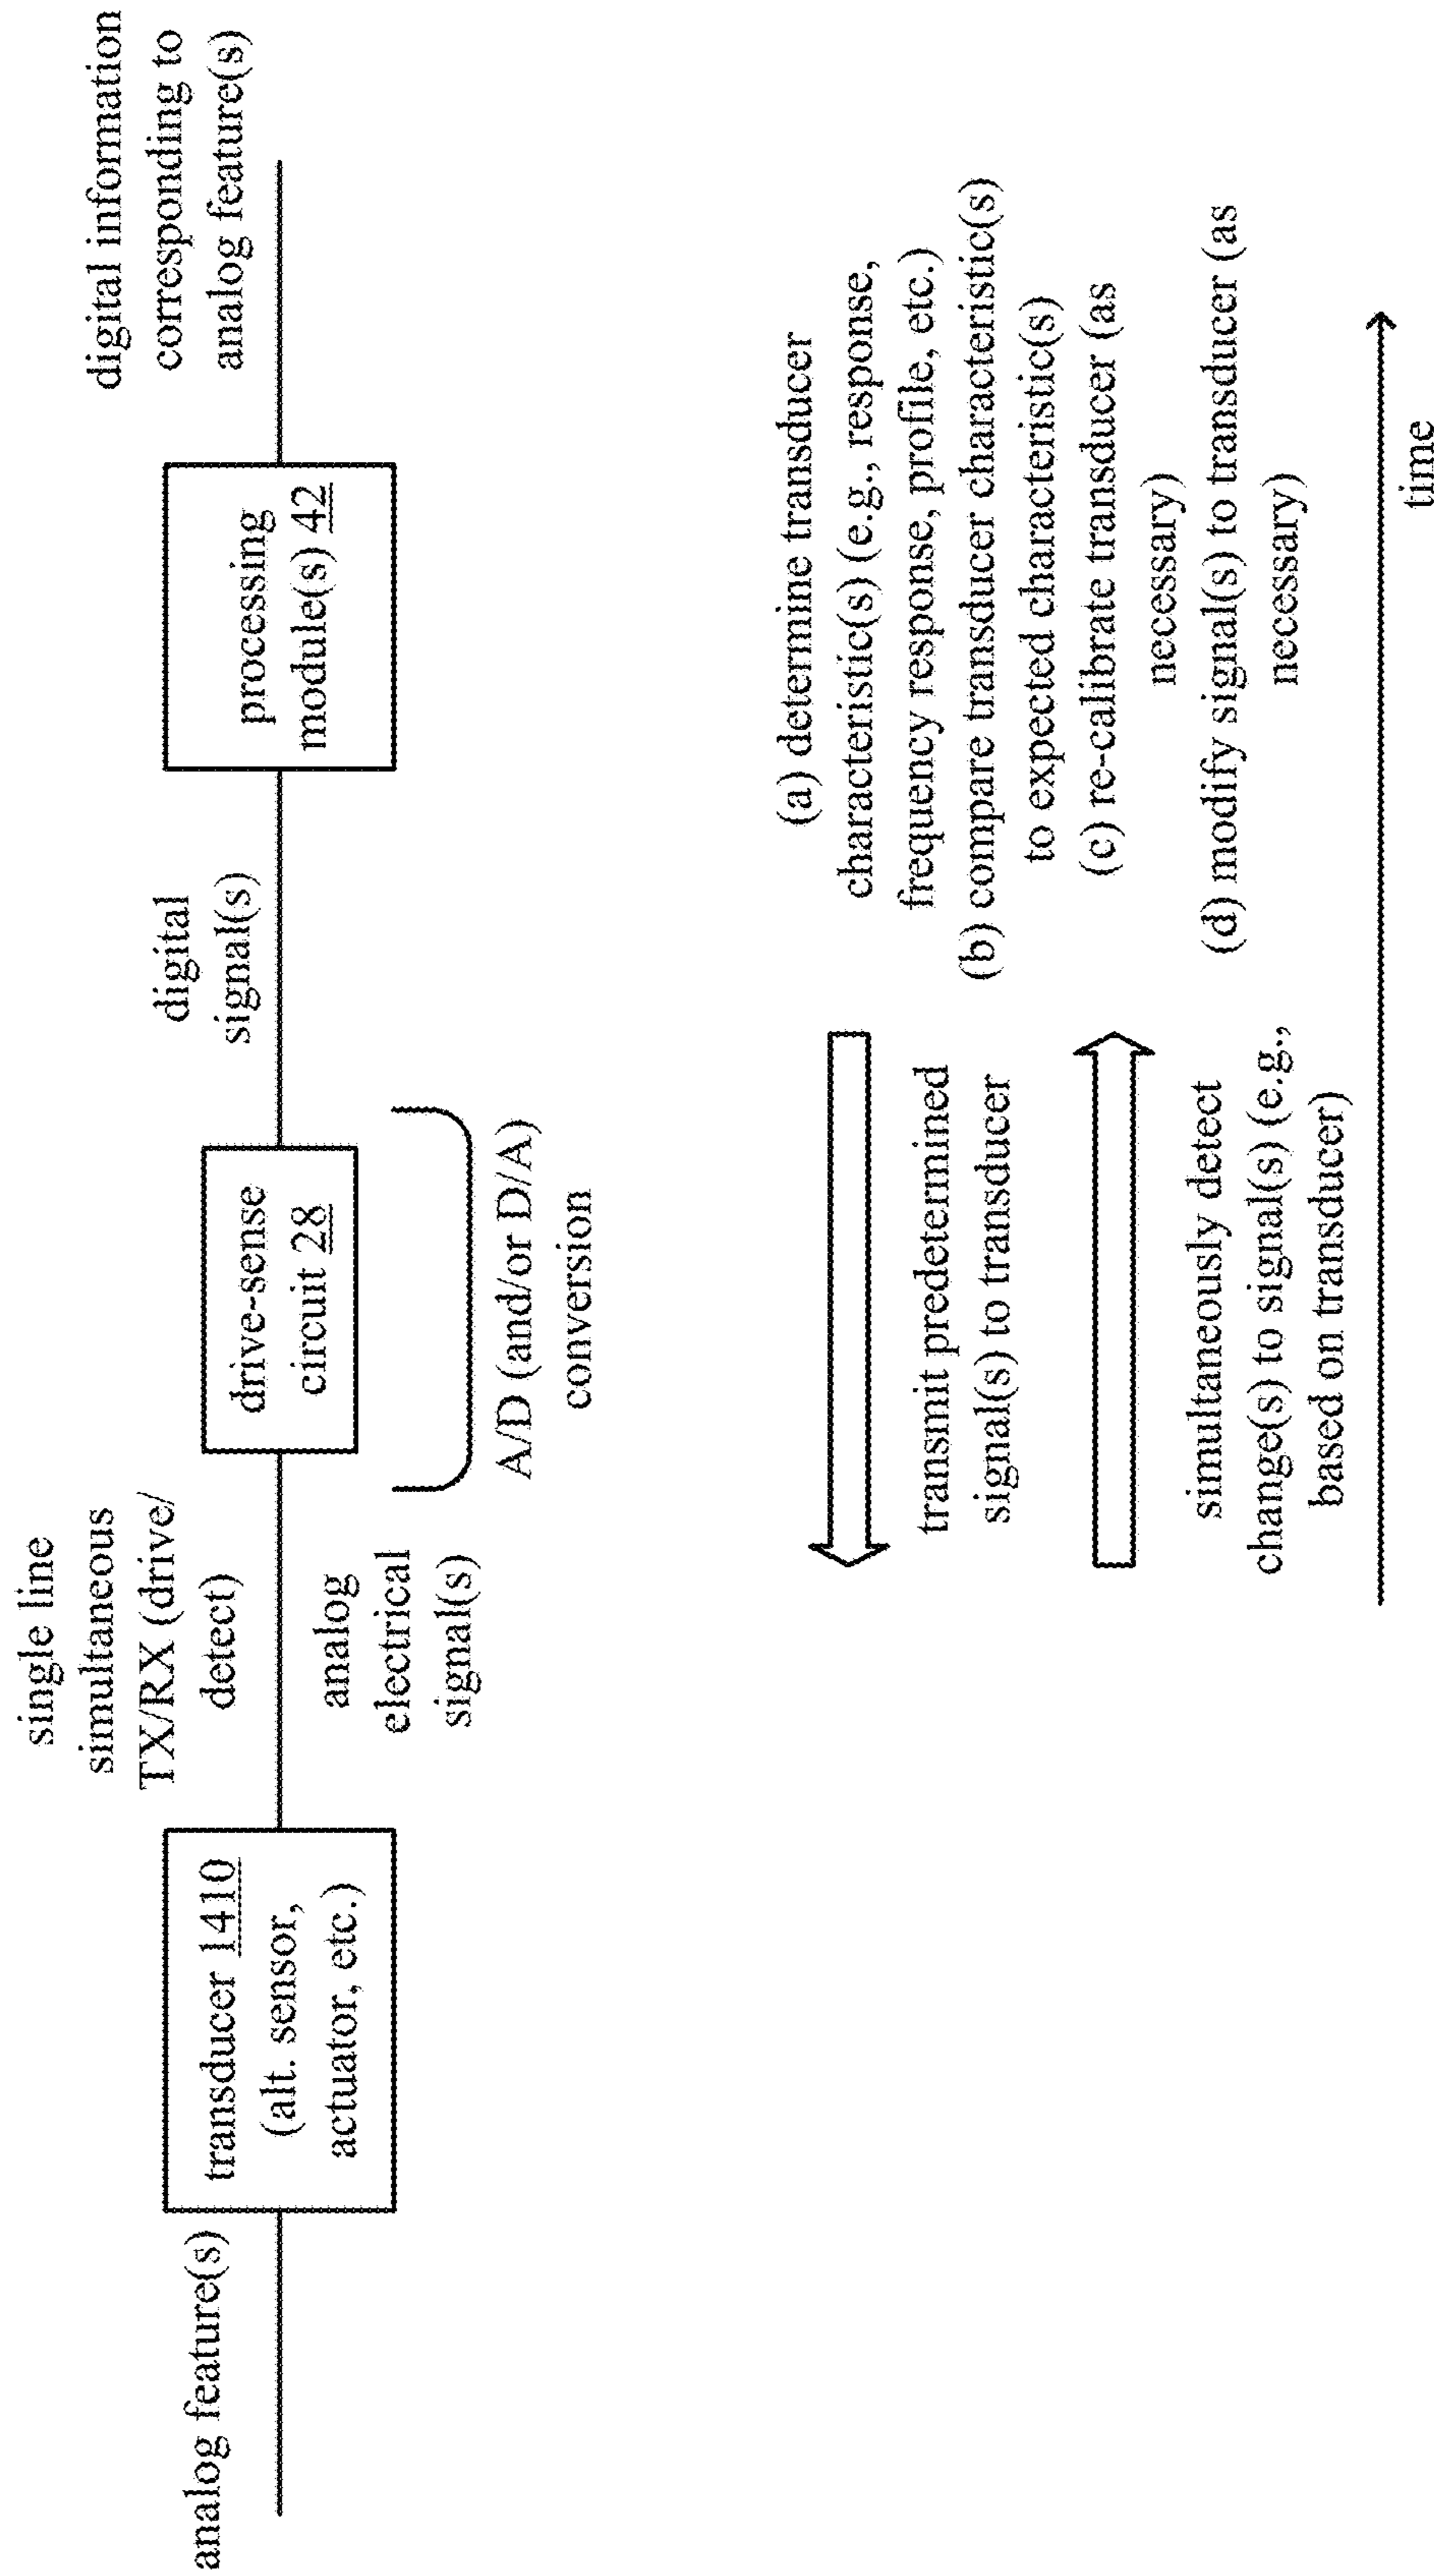 analog feature(s)
transducer 1410
(alt. sensor,
actuator, etc.)
single line
simultaneous
TX/RX (drive/
detect)
analog
electrical
signal(s)
drive-sense
circuit 28
A/D (and/or D/A)
conversion
digital
signal(s)
processing
module(s) 42
digital information
corresponding to
analog feature(s)
transmit predetermined
signal(s) to transducer
simultaneously detect
change(s) to signal(s) (e.g.,
based on transducer)
(a) determine transducer
characteristic(s) (e.g., response,
frequency response, profile, etc.)
(b) compare transducer characteristic(s)
to expected characteristic(s)
(c) re-calibrate transducer (as
necessary)
(d) modify signal(s) to transducer (as
necessary)
time